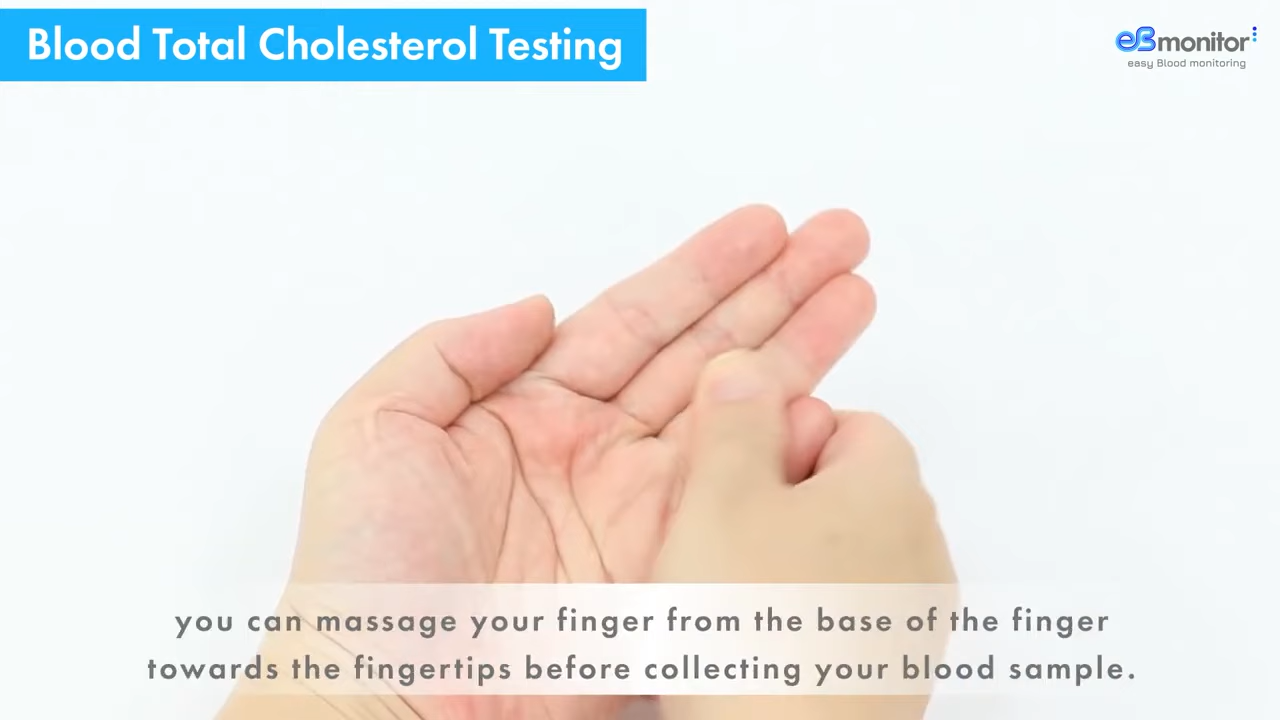 Blood Total Cholesterol Testing
eBmonitor
easy Blood monitoring
you can massage your finger from the base of the finger
towards the fingertips before collecting your blood sample.